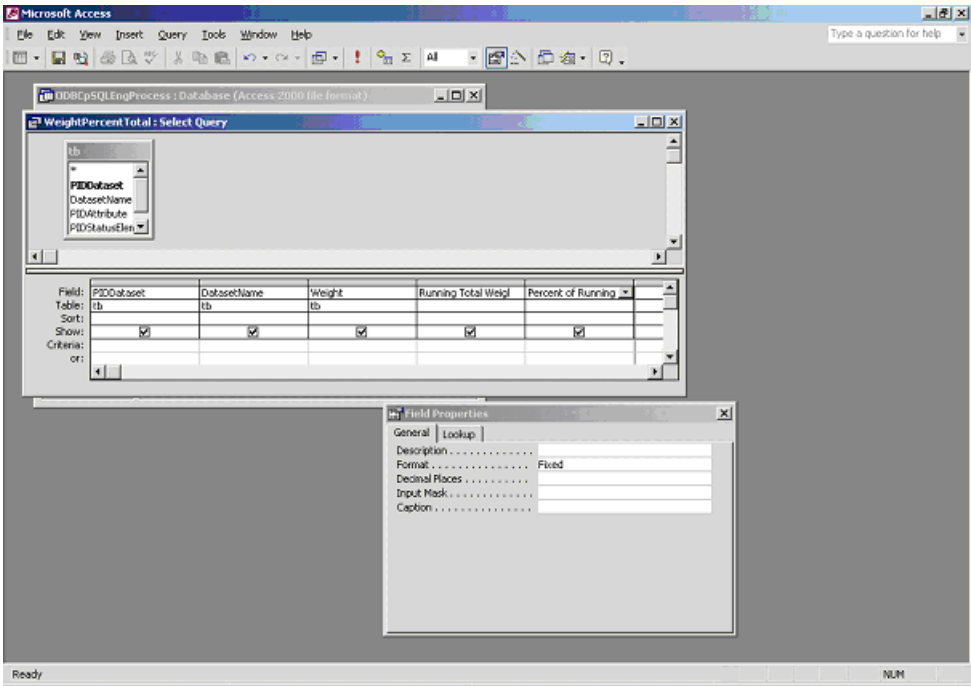 Microsoft Access
File Edit View Insert Query Tools Window Help
Type a question for help
All
ODBCpSQLEngProcess : Database (Access 2000 file format)
WeightPercentTotal : Select Query
tb
*
PIDDataset
DatasetName
PIDAttribute
PIDStatusElen
Field: PIDDataset DatasetName Weight Running Total Weigl Percent of Running
Table: tb tb tb
Sort:
Show:
Criteria:
or:
Field Properties
General Lookup
Description
Format Fixed
Decimal Places
Input Mask
Caption
Ready NUM